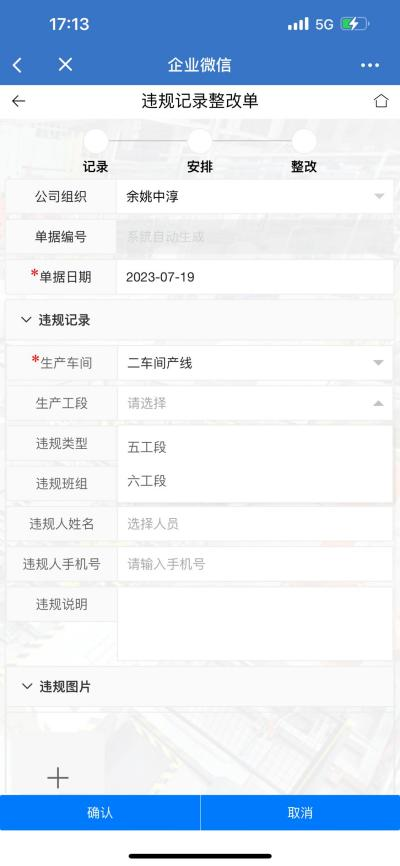 17:13
5G
企业微信
违规记录整改单
记录
安排
整改
公司组织
余姚中淳
单据编号
系统自动生成
*单据日期
2023-07-19
违规记录
*生产车间
二车间产线
生产工段
请选择
违规类型
五工段
违规班组
六工段
违规人姓名
选择人员
违规人手机号
请输入手机号
违规说明
违规图片
确认
取消